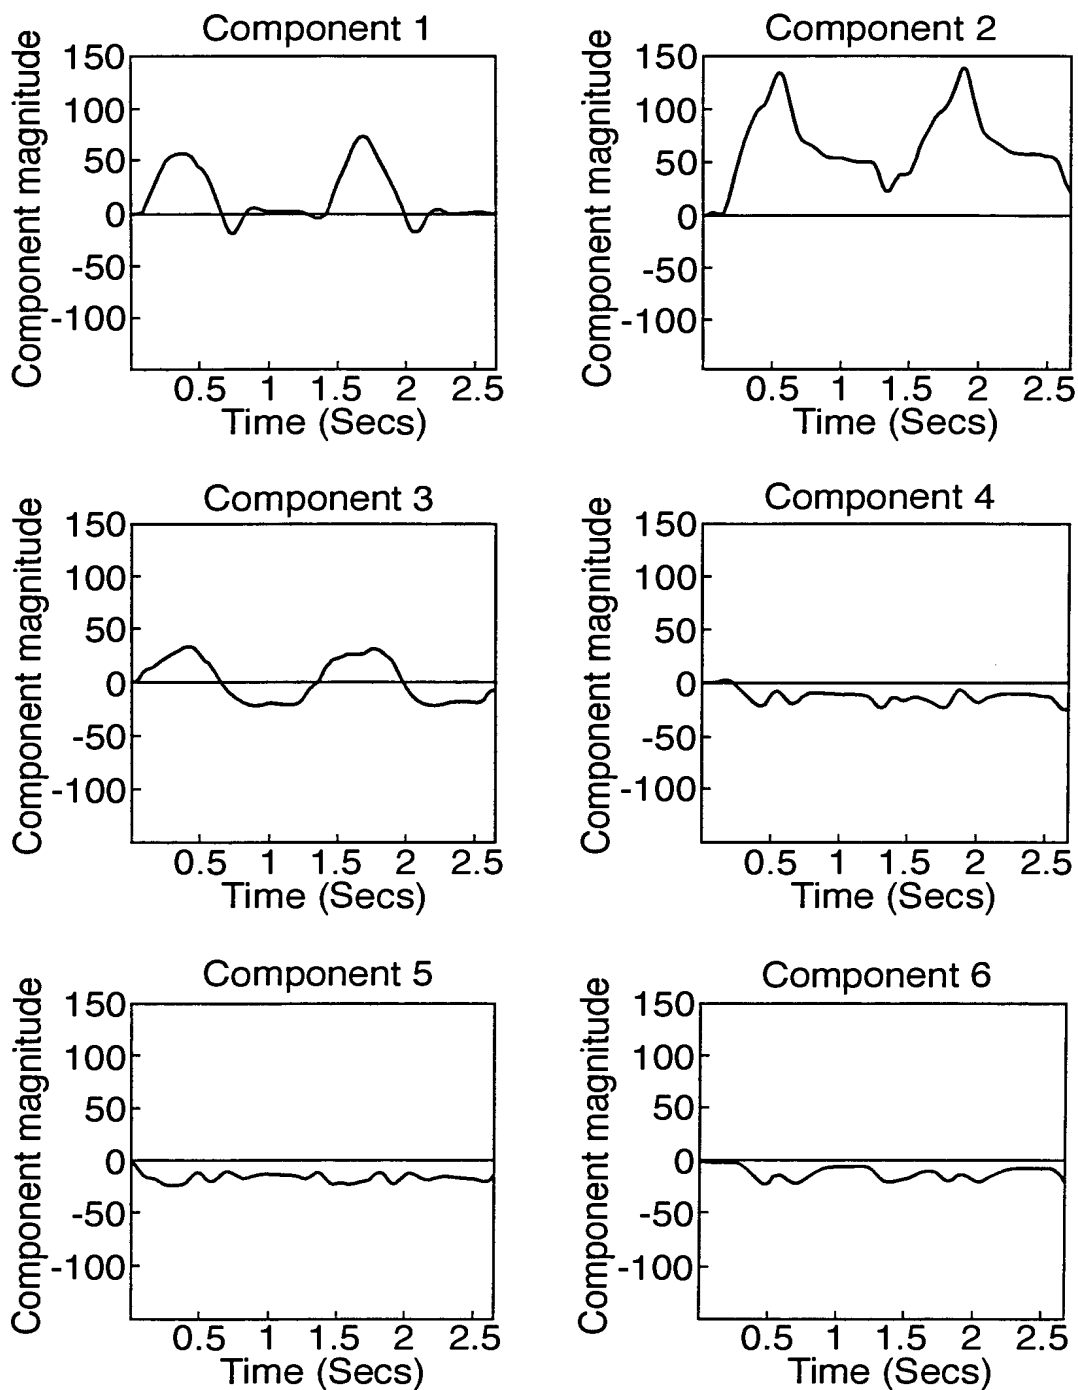 Component 1
Component magnitude
150
100
50
0
-50
-100
0.5 1 1.5 2 2.5
Time (Secs)
Component 2
Component magnitude
150
100
50
0
-50
-100
0.5 1 1.5 2 2.5
Time (Secs)
Component 3
Component magnitude
150
100
50
0
-50
-100
0.5 1 1.5 2 2.5
Time (Secs)
Component 4
Component magnitude
150
100
50
0
-50
-100
0.5 1 1.5 2 2.5
Time (Secs)
Component 5
Component magnitude
150
100
50
0
-50
-100
0.5 1 1.5 2 2.5
Time (Secs)
Component 6
Component magnitude
150
100
50
0
-50
-100
0.5 1 1.5 2 2.5
Time (Secs)